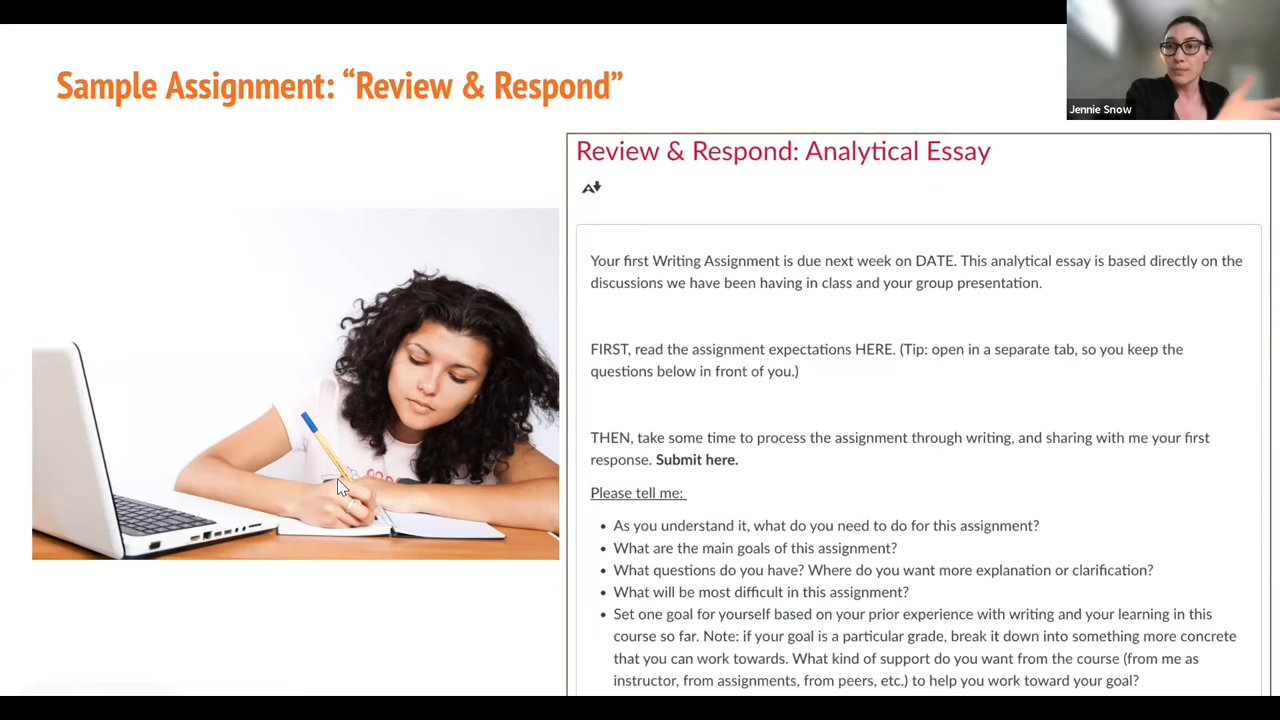 Sample Assignment: “Review & Respond”
Jennie Snow
Review & Respond: Analytical Essay
Your first Writing Assignment is due next week on DATE. This analytical essay is based directly on the
discussions we have been having in class and your group presentation.
FIRST, read the assignment expectations HERE. (Tip: open in a separate tab, so you keep the
questions below in front of you.)
THEN, take some time to process the assignment through writing, and sharing with me your first
response. Submit here.
Please tell me:
• As you understand it, what do you need to do for this assignment?
• What are the main goals of this assignment?
• What questions do you have? Where do you want more explanation or clarification?
• What will be most difficult in this assignment?
• Set one goal for yourself based on your prior experience with writing and your learning in this
course so far. Note: if your goal is a particular grade, break it down into something more concrete
that you can work towards. What kind of support do you want from the course (from me as
instructor, from assignments, from peers, etc.) to help you work toward your goal?